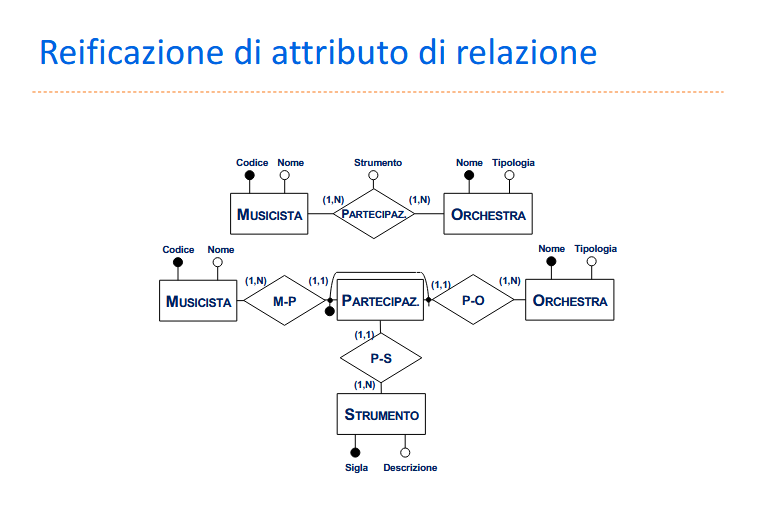 Reificazione di attributo di relazione
Codice Nome Strumento Nome Tipologia
(1,N) (1,N)
MUSICISTA PARTECIPAZ. ORCHESTRA
Codice Nome Nome Tipologia
(1,N) (1,1) (1,1) (1,N)
MUSICISTA M-P PARTECIPAZ. P-O ORCHESTRA
(1,1)
P-S
(1,N)
STRUMENTO
Sigla Descrizione